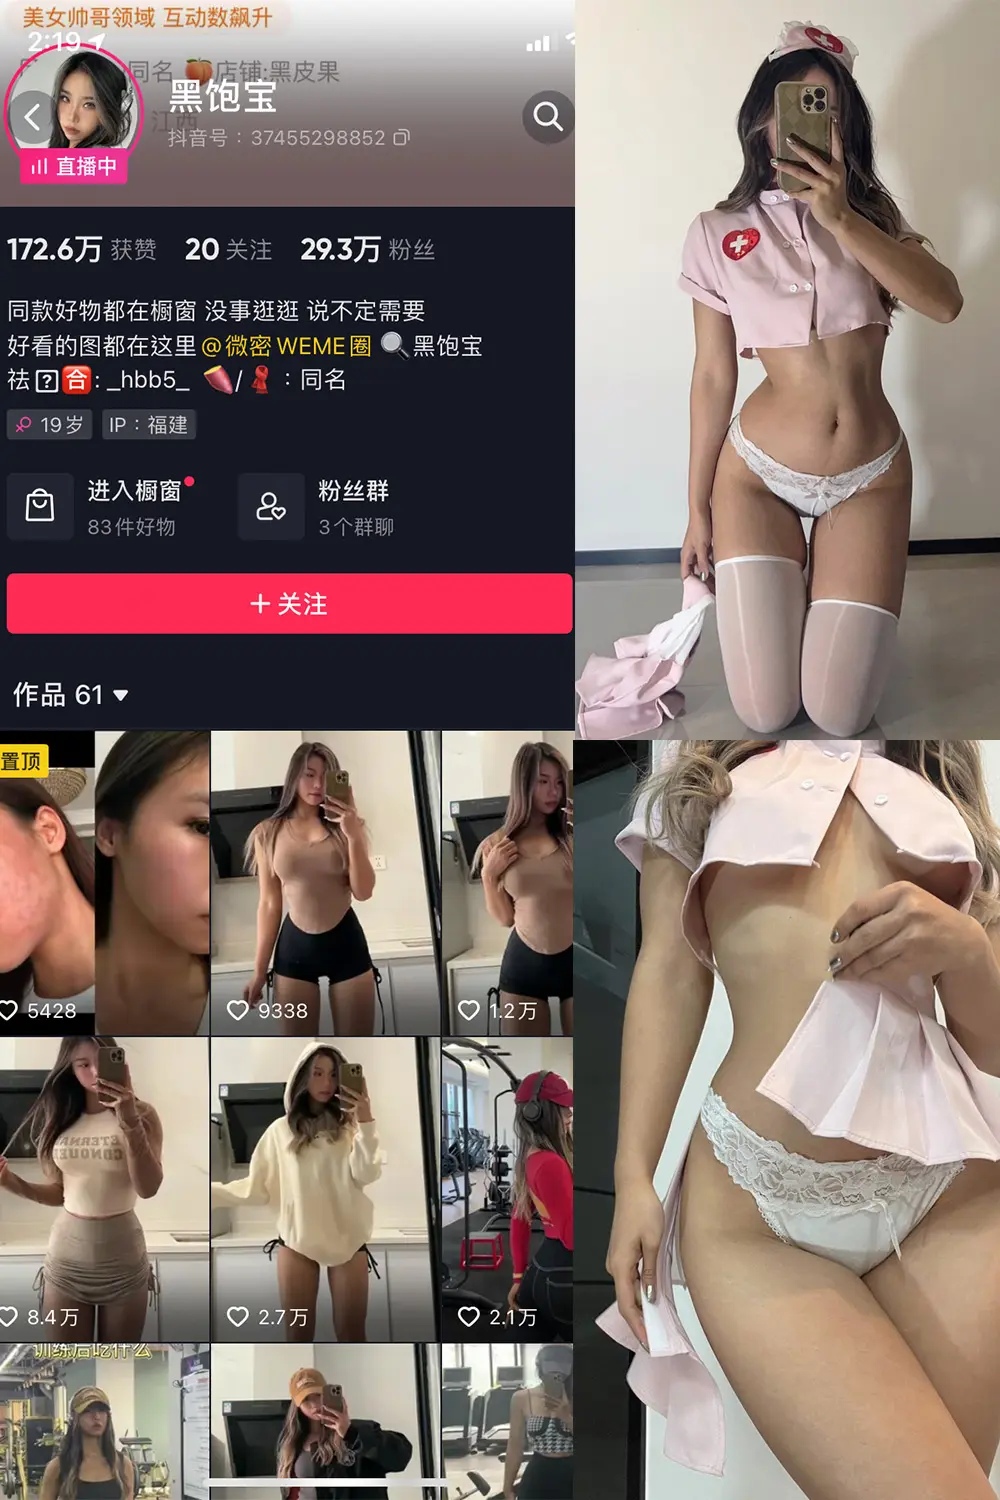 美女帅哥领域 互动数飙升
2:19
同名 🍑店铺:黑皮果
黑饱宝
江西
抖音号：37455298852
直播中
172.6万 获赞 20 关注 29.3万 粉丝
同款好物都在橱窗 没事逛逛 说不定需要
好看的图都在这里@微密 WEME圈 🔍黑饱宝
祛?合: _hbb5_ 🍠/🧣：同名
19岁 IP：福建
进入橱窗
83件好物
粉丝群
3个群聊
+关注
作品 61
置顶
5428
9338
1.2万
ETERNA
CONQUE
8.4万
2.7万
2.1万
训练后吃什么